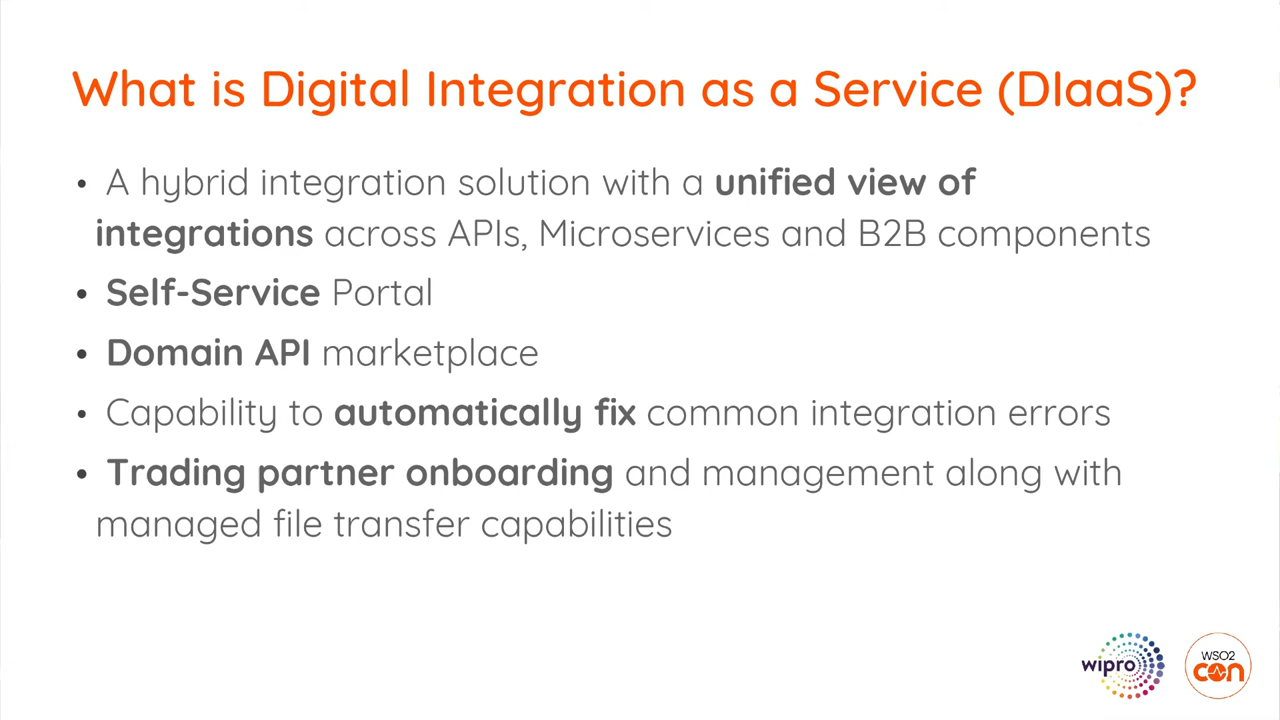 What is Digital Integration as a Service (DIaaS)?
• A hybrid integration solution with a unified view of
integrations across APIs, Microservices and B2B components
• Self-Service Portal
• Domain API marketplace
• Capability to automatically fix common integration errors
• Trading partner onboarding and management along with
managed file transfer capabilities
wipro
WSO2
con